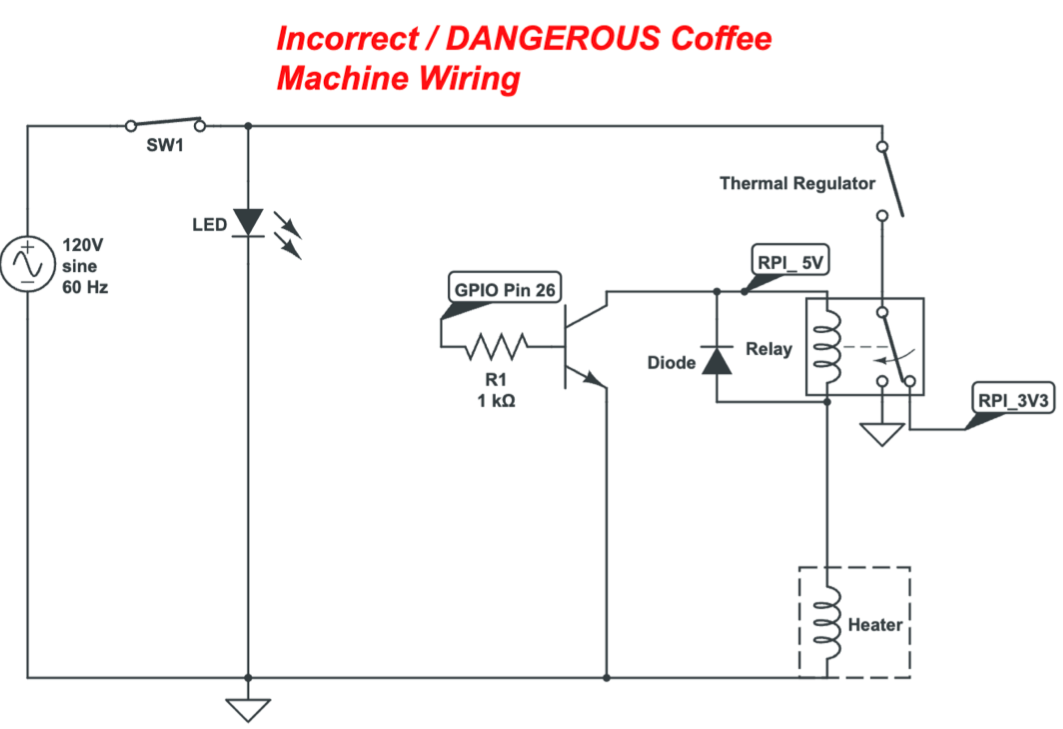 Incorrect / DANGEROUS Coffee
Machine Wiring
SW1
Thermal Regulator
LED
120V
sine
60 Hz
RPI_ 5V
GPIO Pin 26
Relay
Diode
R1
1 kΩ
RPI_3V3
Heater